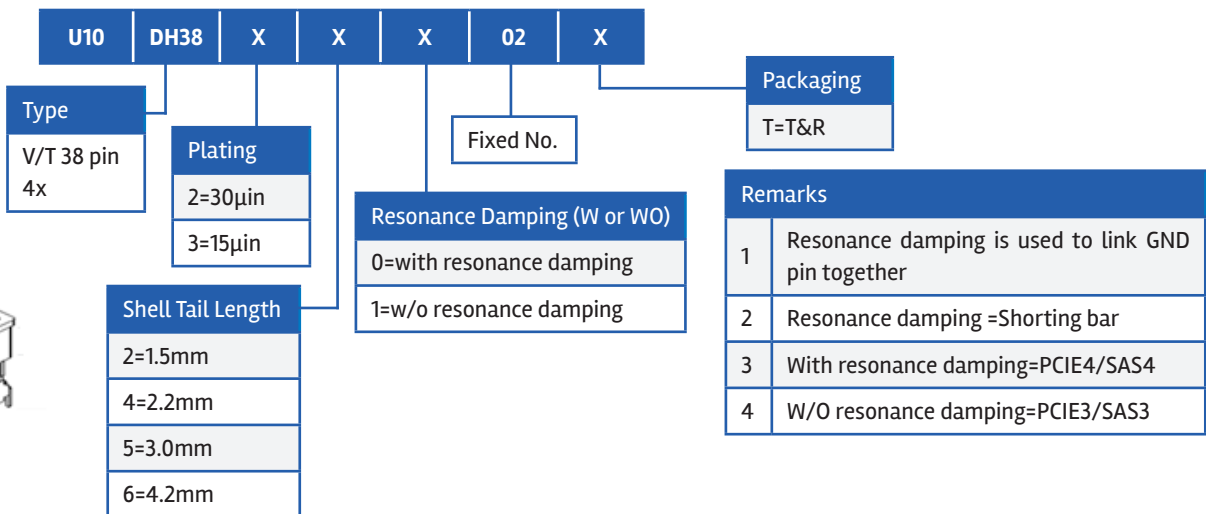 U10 DH38 X X X 02 X
Type
V/T 38 pin
4x
Plating
2=30µin
3=15µin
Shell Tail Length
2=1.5mm
4=2.2mm
5=3.0mm
6=4.2mm
Resonance Damping (W or WO)
0=with resonance damping
1=w/o resonance damping
Fixed No.
Packaging
T=T&R
Remarks
1 Resonance damping is used to link GND
pin together
2 Resonance damping =Shorting bar
3 With resonance damping=PCIE4/SAS4
4 W/O resonance damping=PCIE3/SAS3